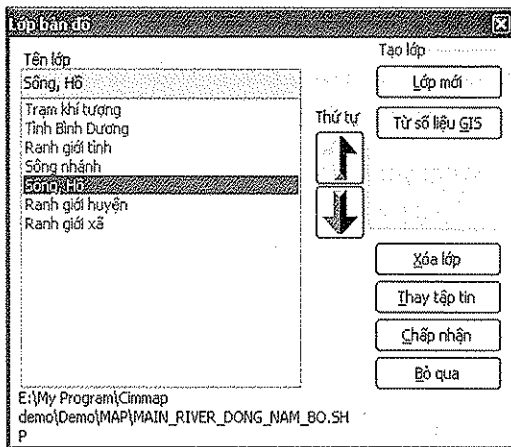 Lớp bản đồ
Tên lớp
Sông, Hồ
Trạm khí tượng
Tỉnh Bình Dương
Ranh giới tỉnh
Sông nhánh
Sông, Hồ
Ranh giới huyện
Ranh giới xã
Thứ tự
Tạo lớp
Lớp mới
Từ số liệu GIS
Xóa lớp
Thay tập tin
Chấp nhận
Bỏ qua
E:\My Program\Cinmap
demo\Demo\MAP\MAIN_RIVER_DONG_NAM_BO.SH
P